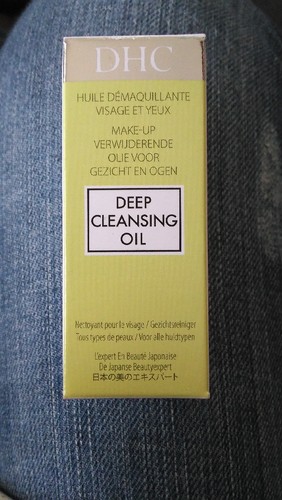 DHC
HUILE DÉMAQUILLANTE
VISAGE ET YEUX
MAKE-UP
VERWIJDERENDE
OLIE VOOR
GEZICHT EN OGEN
DEEP
CLEANSING
OIL
Nettoyant pour le visage / Gezichtsreiniger
Tous types de peaux / Voor alle huidtypen
L'expert En Beauté Japonaise
De Japanse Beautyexpert
日本の美のエキスパート